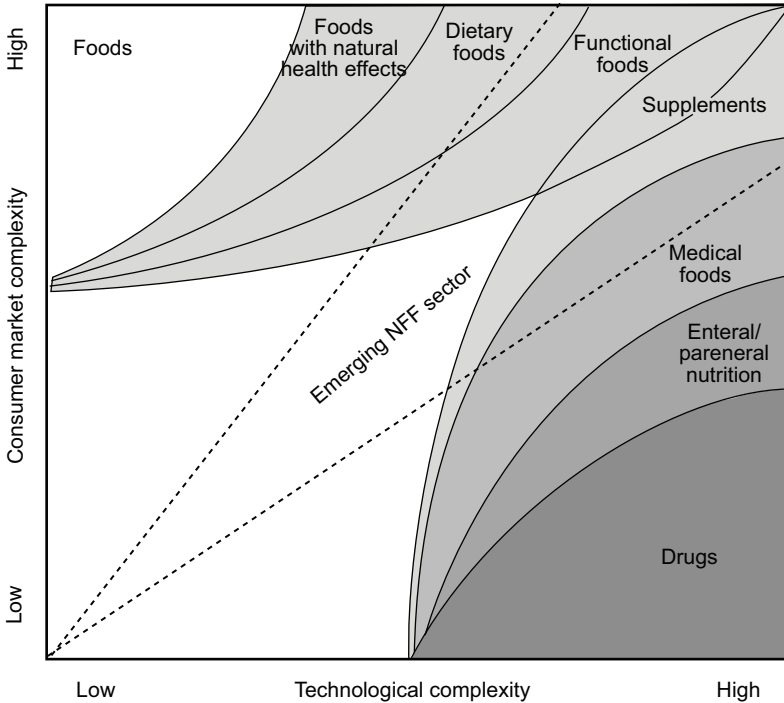 High
Foods
Foods
with natural
health effects
Dietary
foods
Functional
foods
Supplements
Consumer market complexity
Emerging NFF sector
Medical
foods
Enteral/
pareneral
nutrition
Drugs
Low
Low
Technological complexity
High